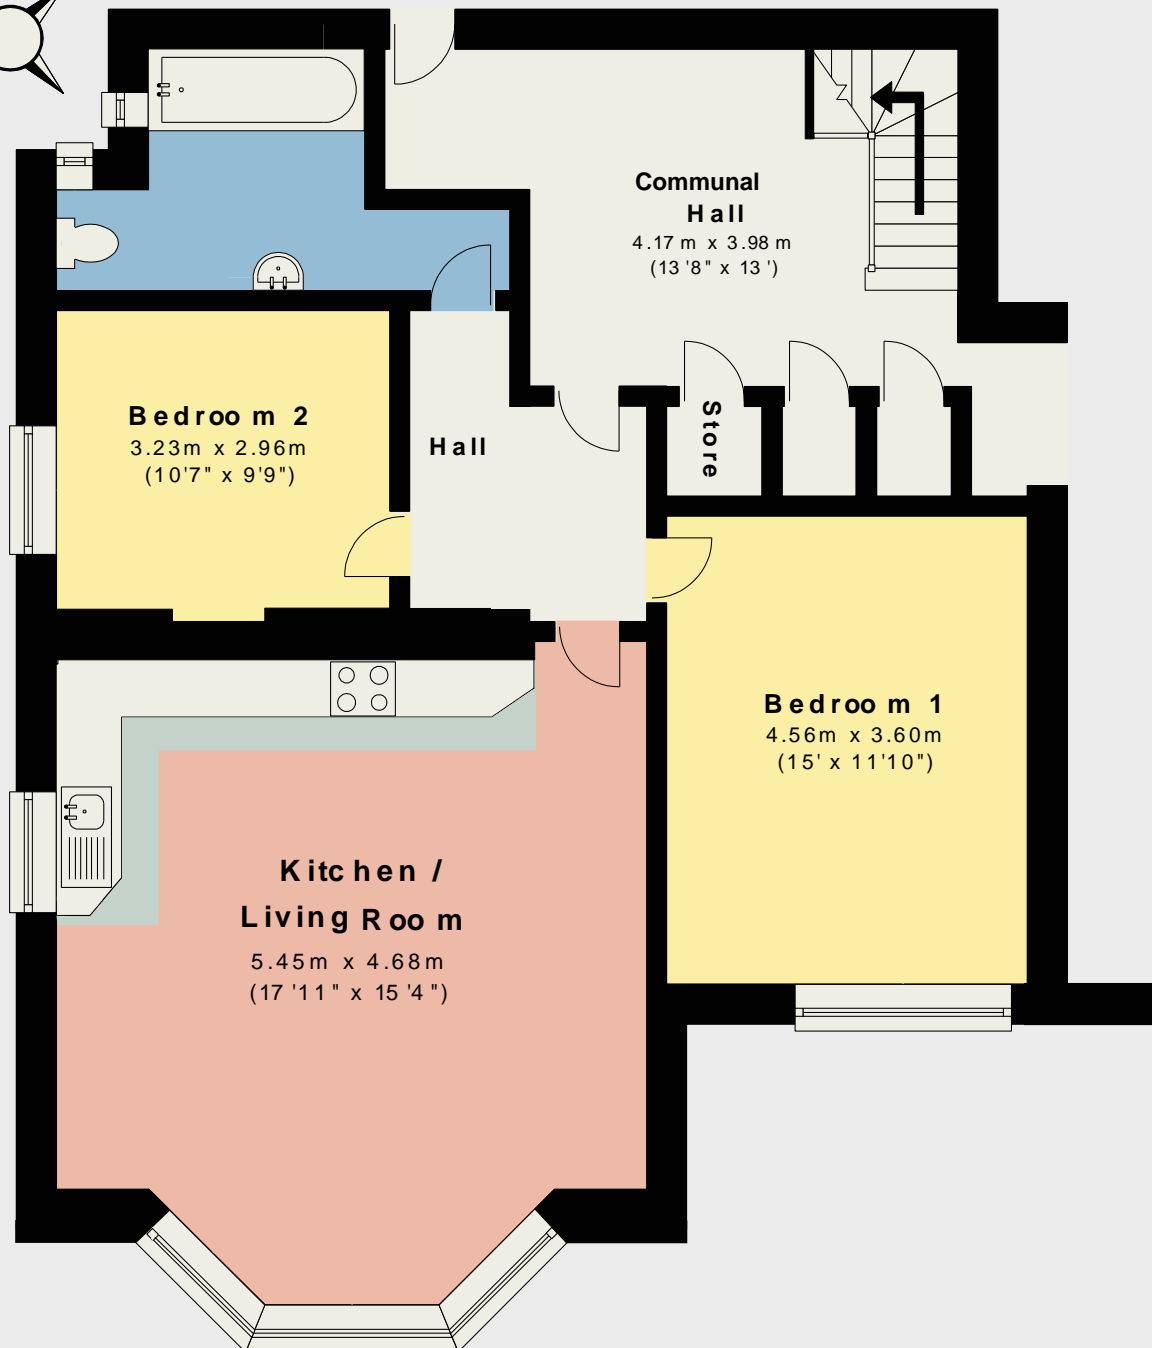 Communal
Hall
4.17 m x 3.98 m
(13 '8" x 13 ')
Bedroom 2
3.23m x 2.96m
(10'7" x 9'9")
Hall
Store
Bedroom 1
4.56m x 3.60m
(15' x 11'10")
Kitchen /
Living Room
5.45m x 4.68m
(17 '11" x 15 '4")